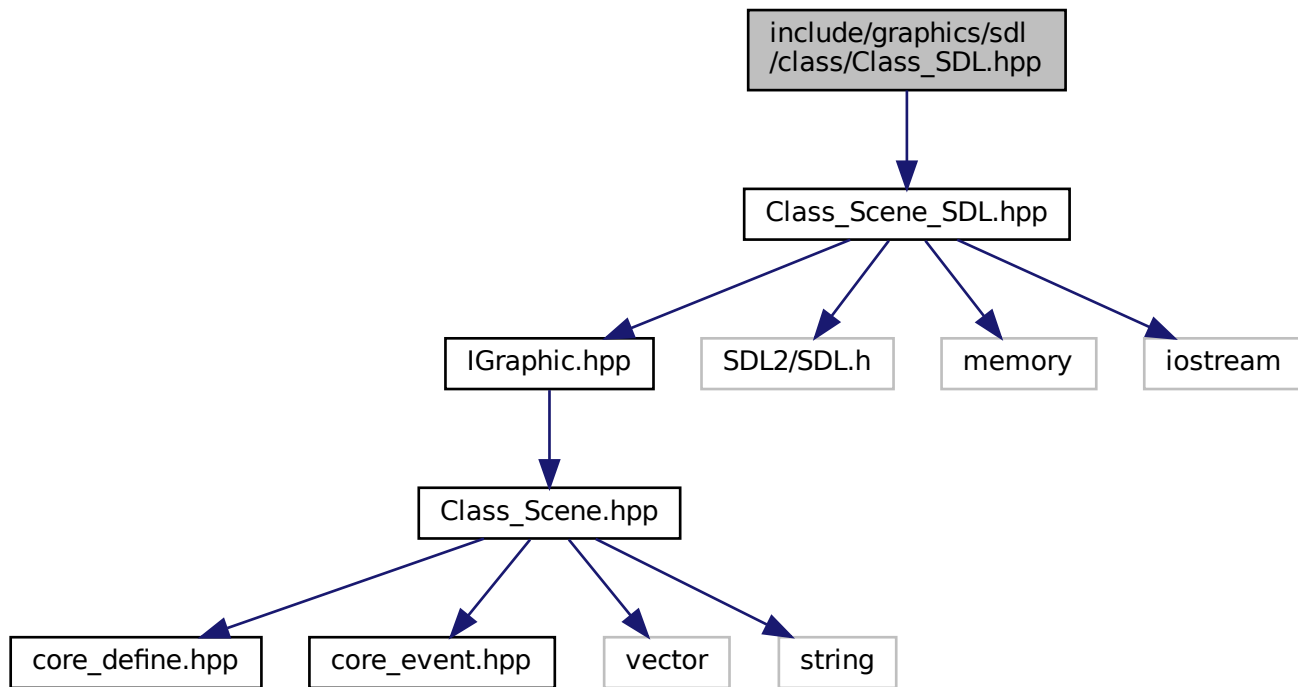 include/graphics/sdl
/class/Class_SDL.hpp
Class_Scene_SDL.hpp
IGraphic.hpp
SDL2/SDL.h
memory
iostream
Class_Scene.hpp
core_define.hpp
core_event.hpp
vector
string